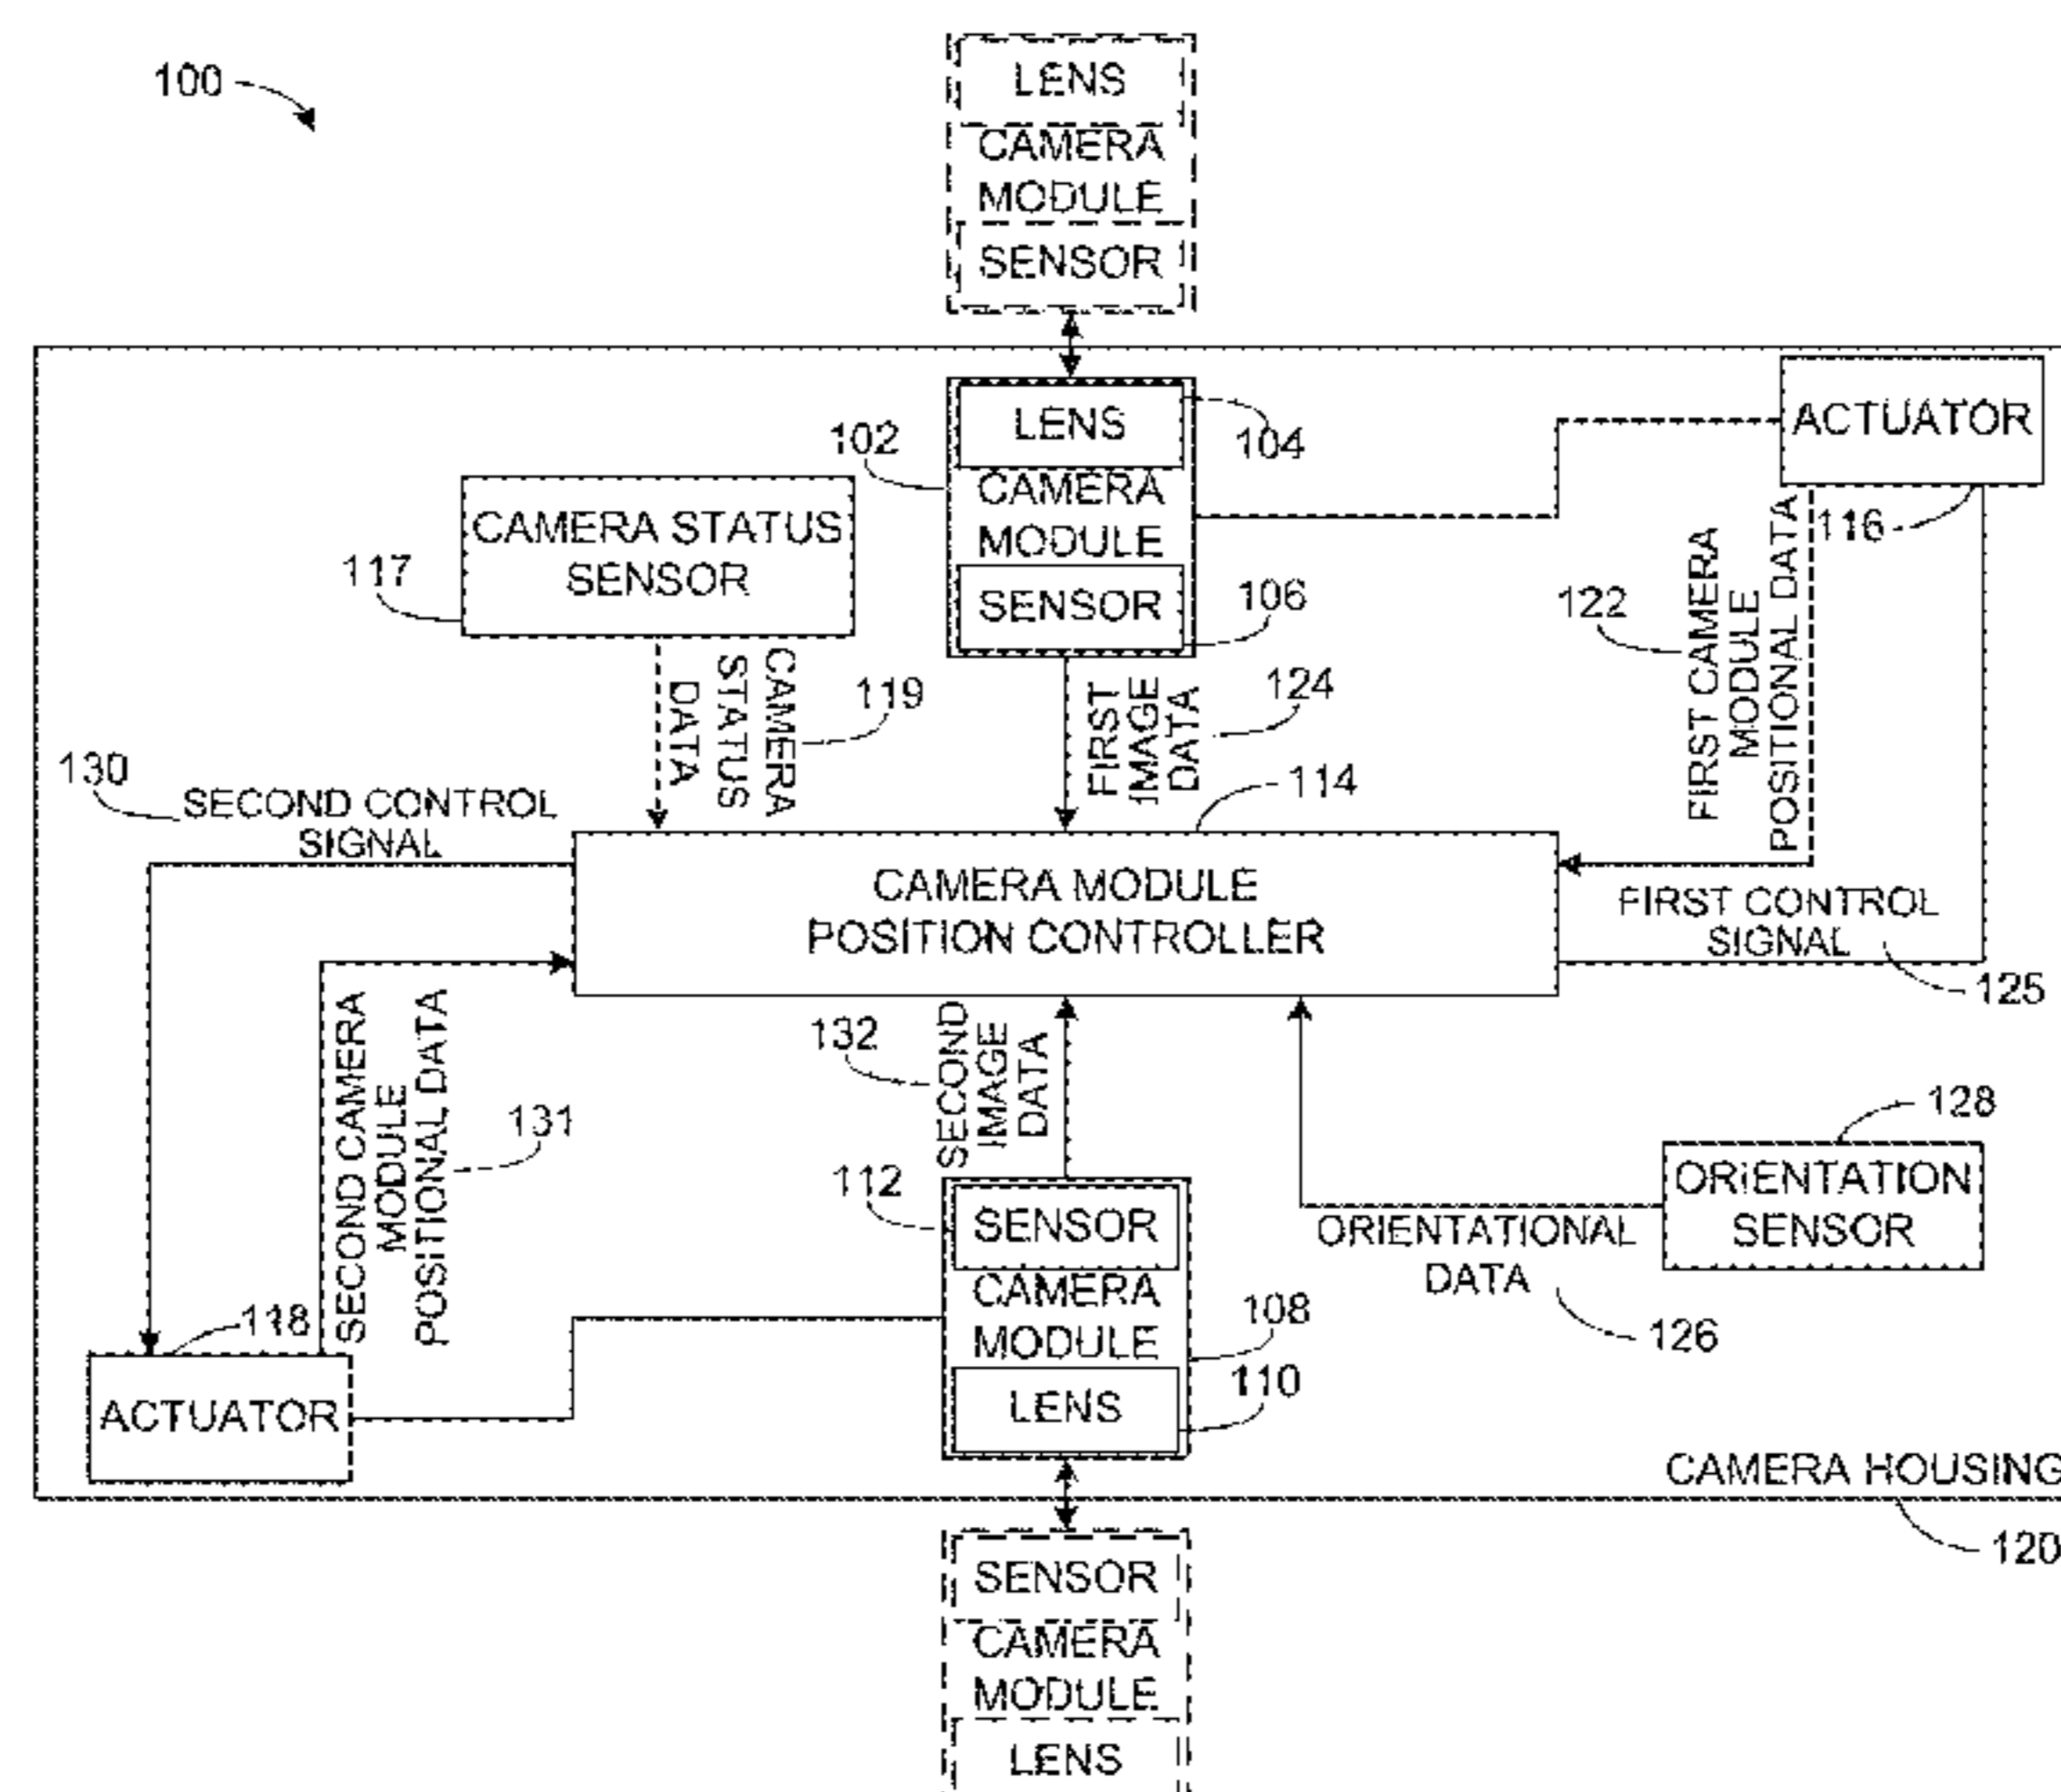 100
LENS
CAMERA
MODULE
SENSOR
102
LENS
104
CAMERA
MODULE
SENSOR
106
ACTUATOR
116
CAMERA STATUS
SENSOR
117
CAMERA
STATUS
DATA
119
FIRST
IMAGE
DATA
124
122
FIRST CAMERA
MODULE
POSITIONAL DATA
130
SECOND CONTROL
SIGNAL
114
CAMERA MODULE
POSITION CONTROLLER
FIRST CONTROL
SIGNAL
125
SECOND CAMERA
MODULE
POSITIONAL DATA
131
132
SECOND
IMAGE
DATA
128
ORIENTATION
SENSOR
ORIENTATIONAL
DATA
126
112
SENSOR
CAMERA
MODULE
LENS
108
110
118
ACTUATOR
CAMERA HOUSING
120
SENSOR
CAMERA
MODULE
LENS